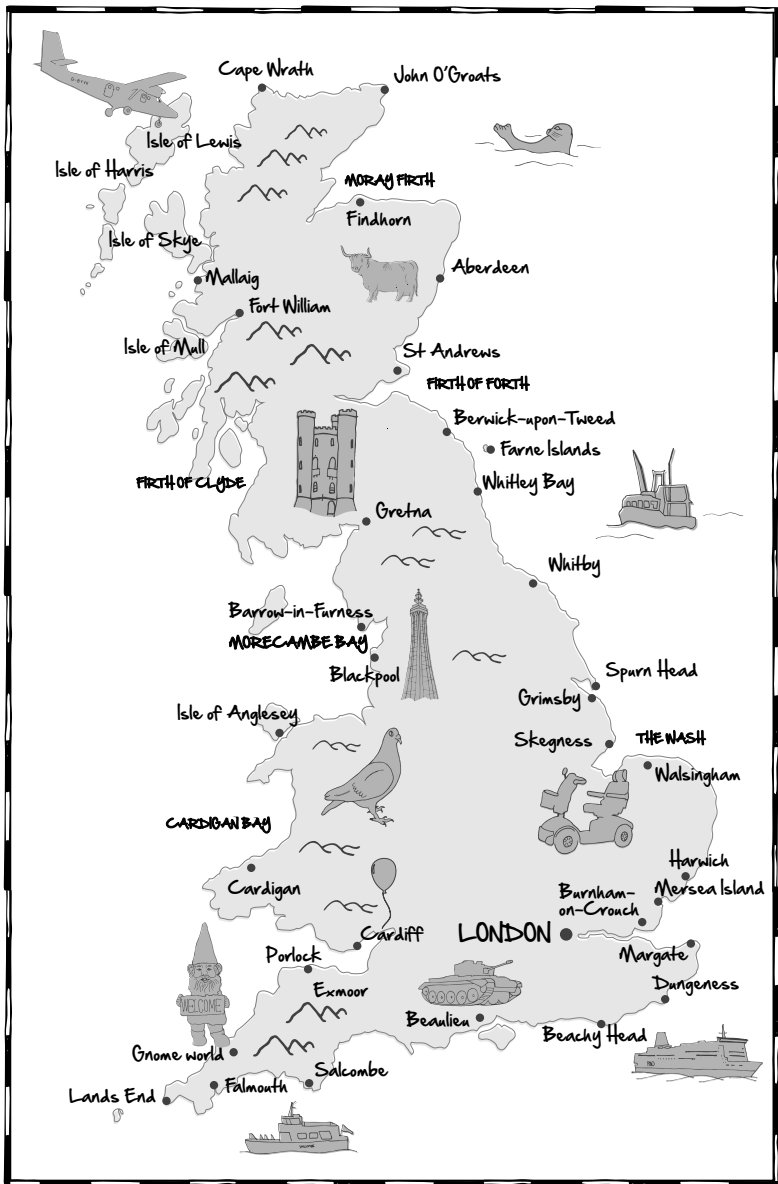 Cape Wrath
John O'Groats
Isle of Lewis
Isle of Harris
MORAY FIRTH
Findhorn
Isle of Skye
Aberdeen
Mallaig
Fort William
Isle of Mull
St Andrews
FIRTH OF FORTH
Berwick-upon-Tweed
Farne Islands
FIRTH OF CLYDE
Whitley Bay
Gretna
Whitby
Barrow-in-Furness
MORECAMBE BAY
Blackpool
Spurn Head
Grimsby
Isle of Anglesey
Skegness
THE WASH
Walsingham
CARDIGAN BAY
Harwich
Cardigan
Mersea Island
Burnham-
on-Crouch
Cardiff
LONDON
Porlock
Margate
WELCOME
Exmoor
Dungeness
Beaulieu
Beachy Head
Gnome world
Salcombe
Falmouth
Lands End